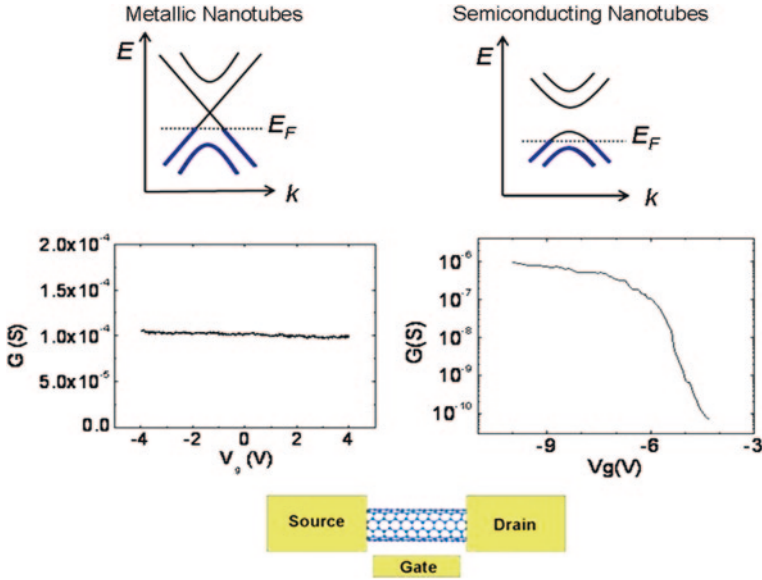 Metallic Nanotubes
Semiconducting Nanotubes
E
E_F
k
E
E_F
k
2.0x10⁻⁴
1.5x10⁻⁴
1.0x10⁻⁴
5.0x10⁻⁵
0.0
G (S)
-4 -2 0 2 4
V_g (V)
10⁻⁶
10⁻⁷
10⁻⁸
10⁻⁹
10⁻¹⁰
G(S)
-9 -6 -3
Vg(V)
Source
Drain
Gate